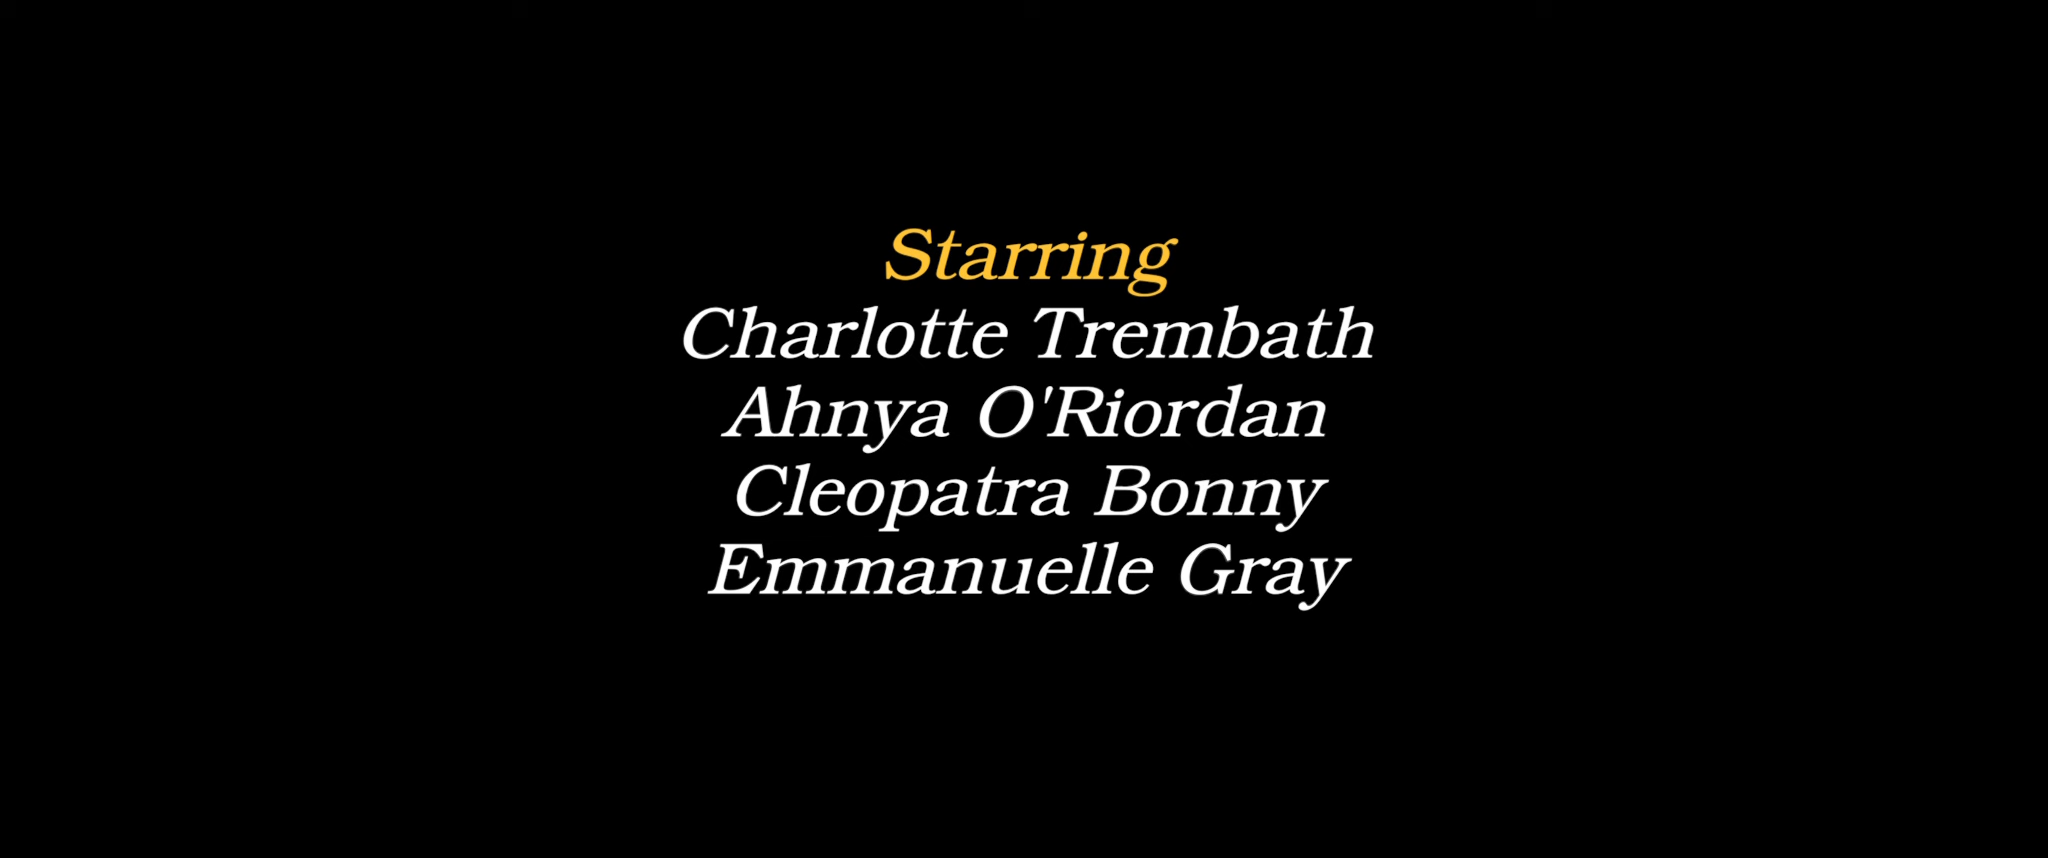 Starring
Charlotte Trembath
Ahnya O'Riordan
Cleopatra Bonny
Emmanuelle Gray